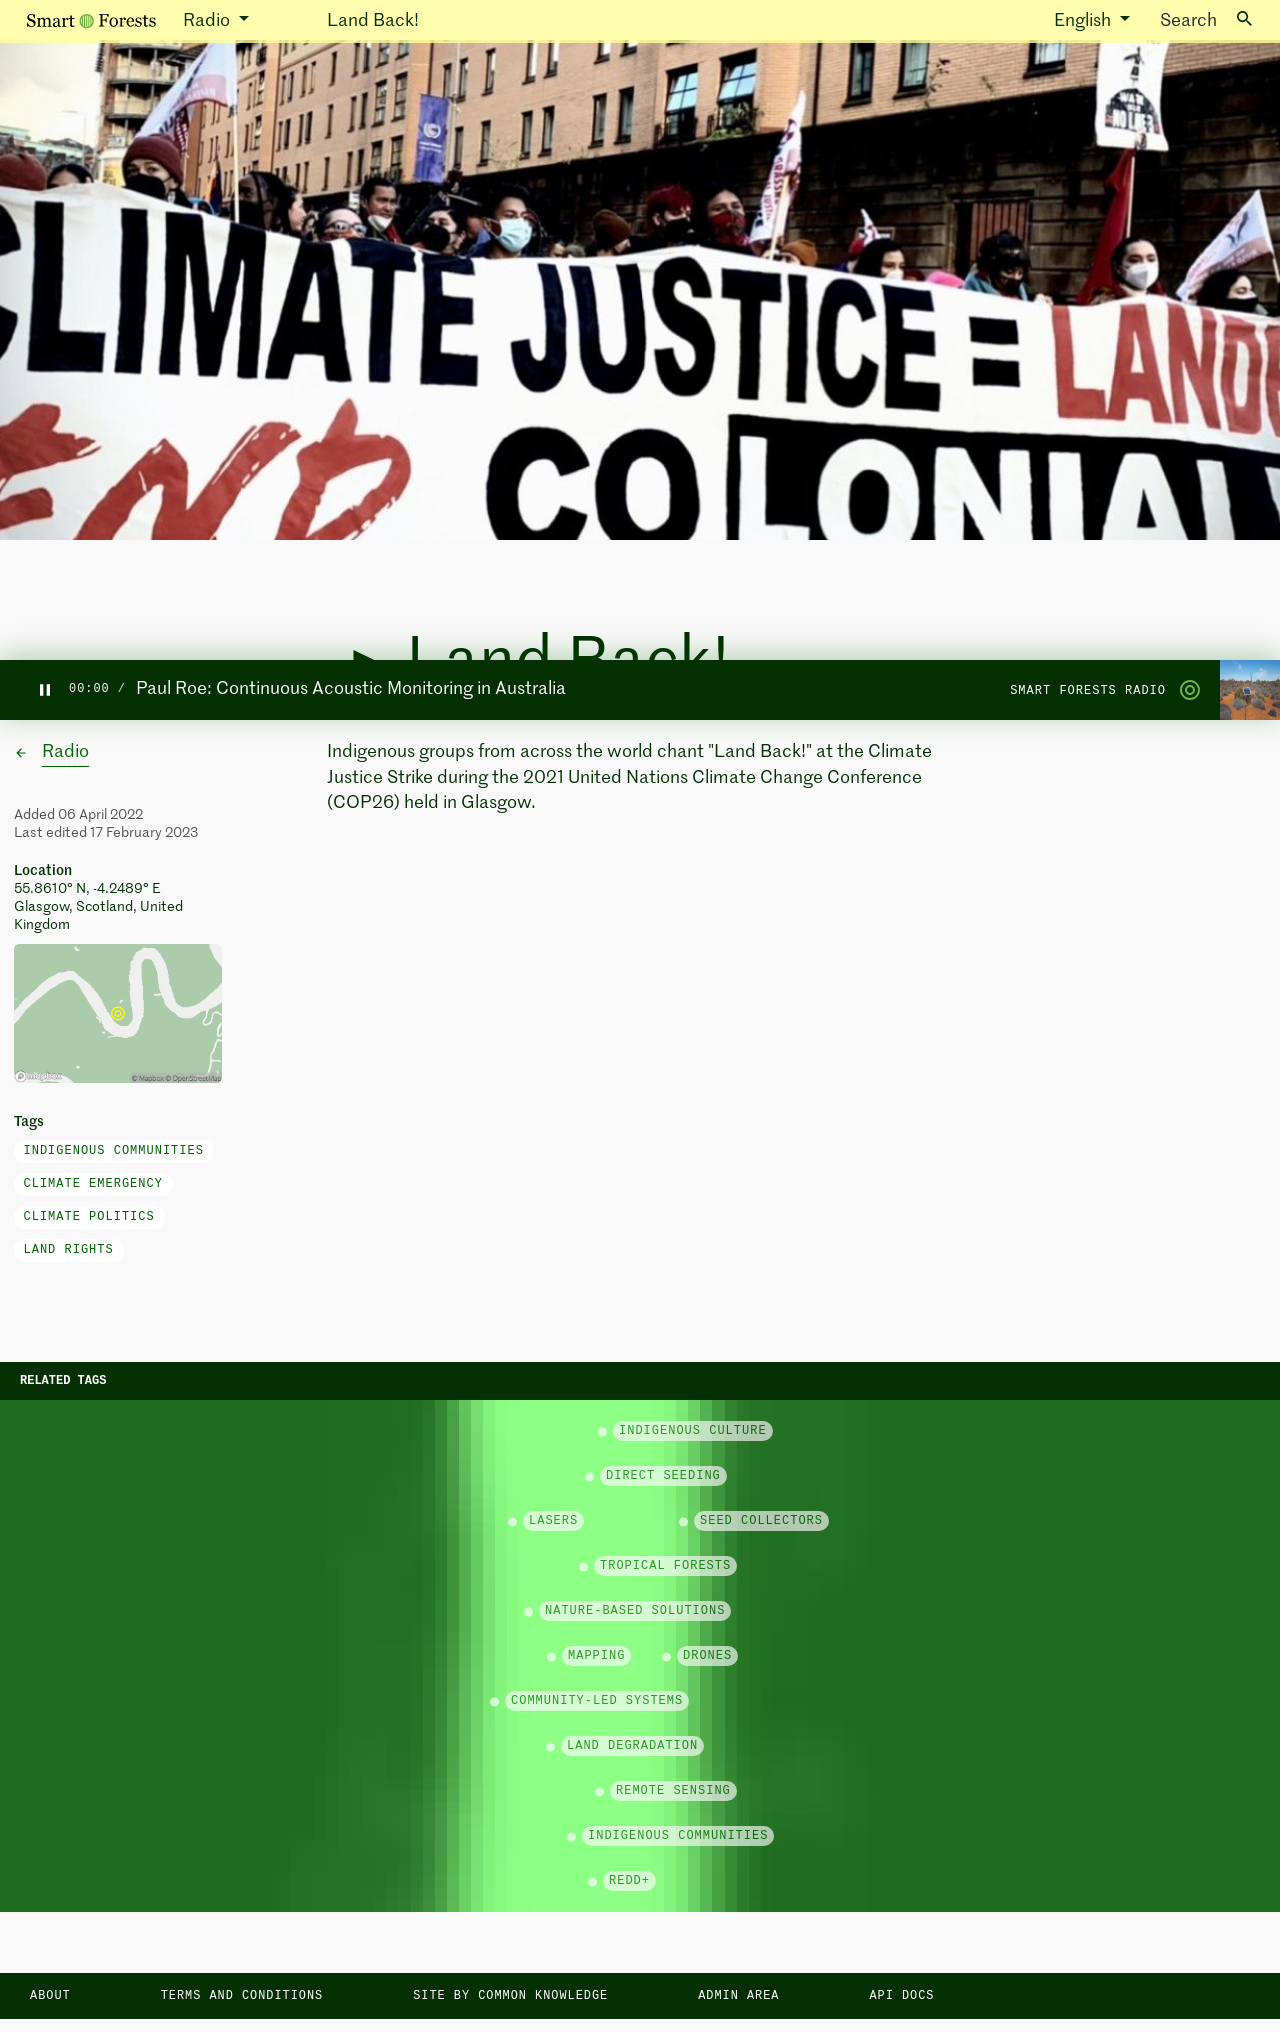 Smart Forests Radio Land Back! English Search
NO LIFE
CLIMATE JUSTICE = LAND
END COLONIAL
Land Back!
00:00 / Paul Roe: Continuous Acoustic Monitoring in Australia SMART FORESTS RADIO
Radio
Indigenous groups from across the world chant "Land Back!" at the Climate
Justice Strike during the 2021 United Nations Climate Change Conference
(COP26) held in Glasgow.
Added 06 April 2022
Last edited 17 February 2023
Location
55.8610° N, -4.2489° E
Glasgow, Scotland, United
Kingdom
mapbox © Mapbox © OpenStreetMap
Tags
INDIGENOUS COMMUNITIES
CLIMATE EMERGENCY
CLIMATE POLITICS
LAND RIGHTS
RELATED TAGS
INDIGENOUS CULTURE
DIRECT SEEDING
LASERS SEED COLLECTORS
TROPICAL FORESTS
NATURE-BASED SOLUTIONS
MAPPING DRONES
COMMUNITY-LED SYSTEMS
LAND DEGRADATION
REMOTE SENSING
INDIGENOUS COMMUNITIES
REDD+
ABOUT TERMS AND CONDITIONS SITE BY COMMON KNOWLEDGE ADMIN AREA API DOCS